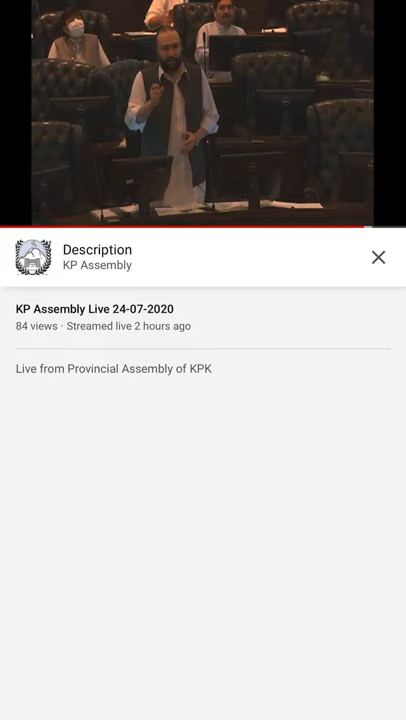 Description
KP Assembly
KP Assembly Live 24-07-2020
84 views · Streamed live 2 hours ago
Live from Provincial Assembly of KPK